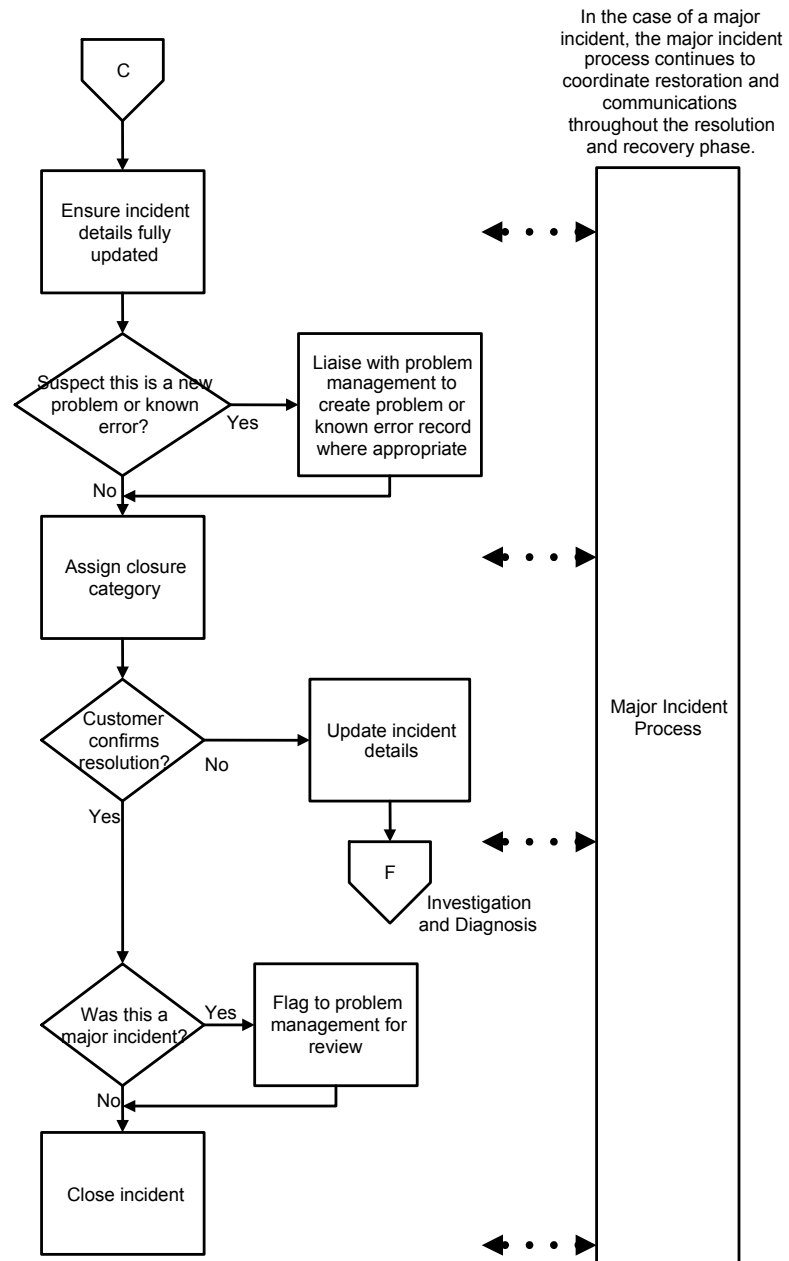 In the case of a major
incident, the major incident
process continues to
coordinate restoration and
communications
throughout the resolution
and recovery phase.
C
Ensure incident
details fully
updated
Suspect this is a new
problem or known
error?
Yes
Liaise with problem
management to
create problem or
known error record
where appropriate
No
Assign closure
category
Customer
confirms
resolution?
No
Update incident
details
Yes
F
Investigation
and Diagnosis
Major Incident
Process
Was this a
major incident?
Yes
Flag to problem
management for
review
No
Close incident